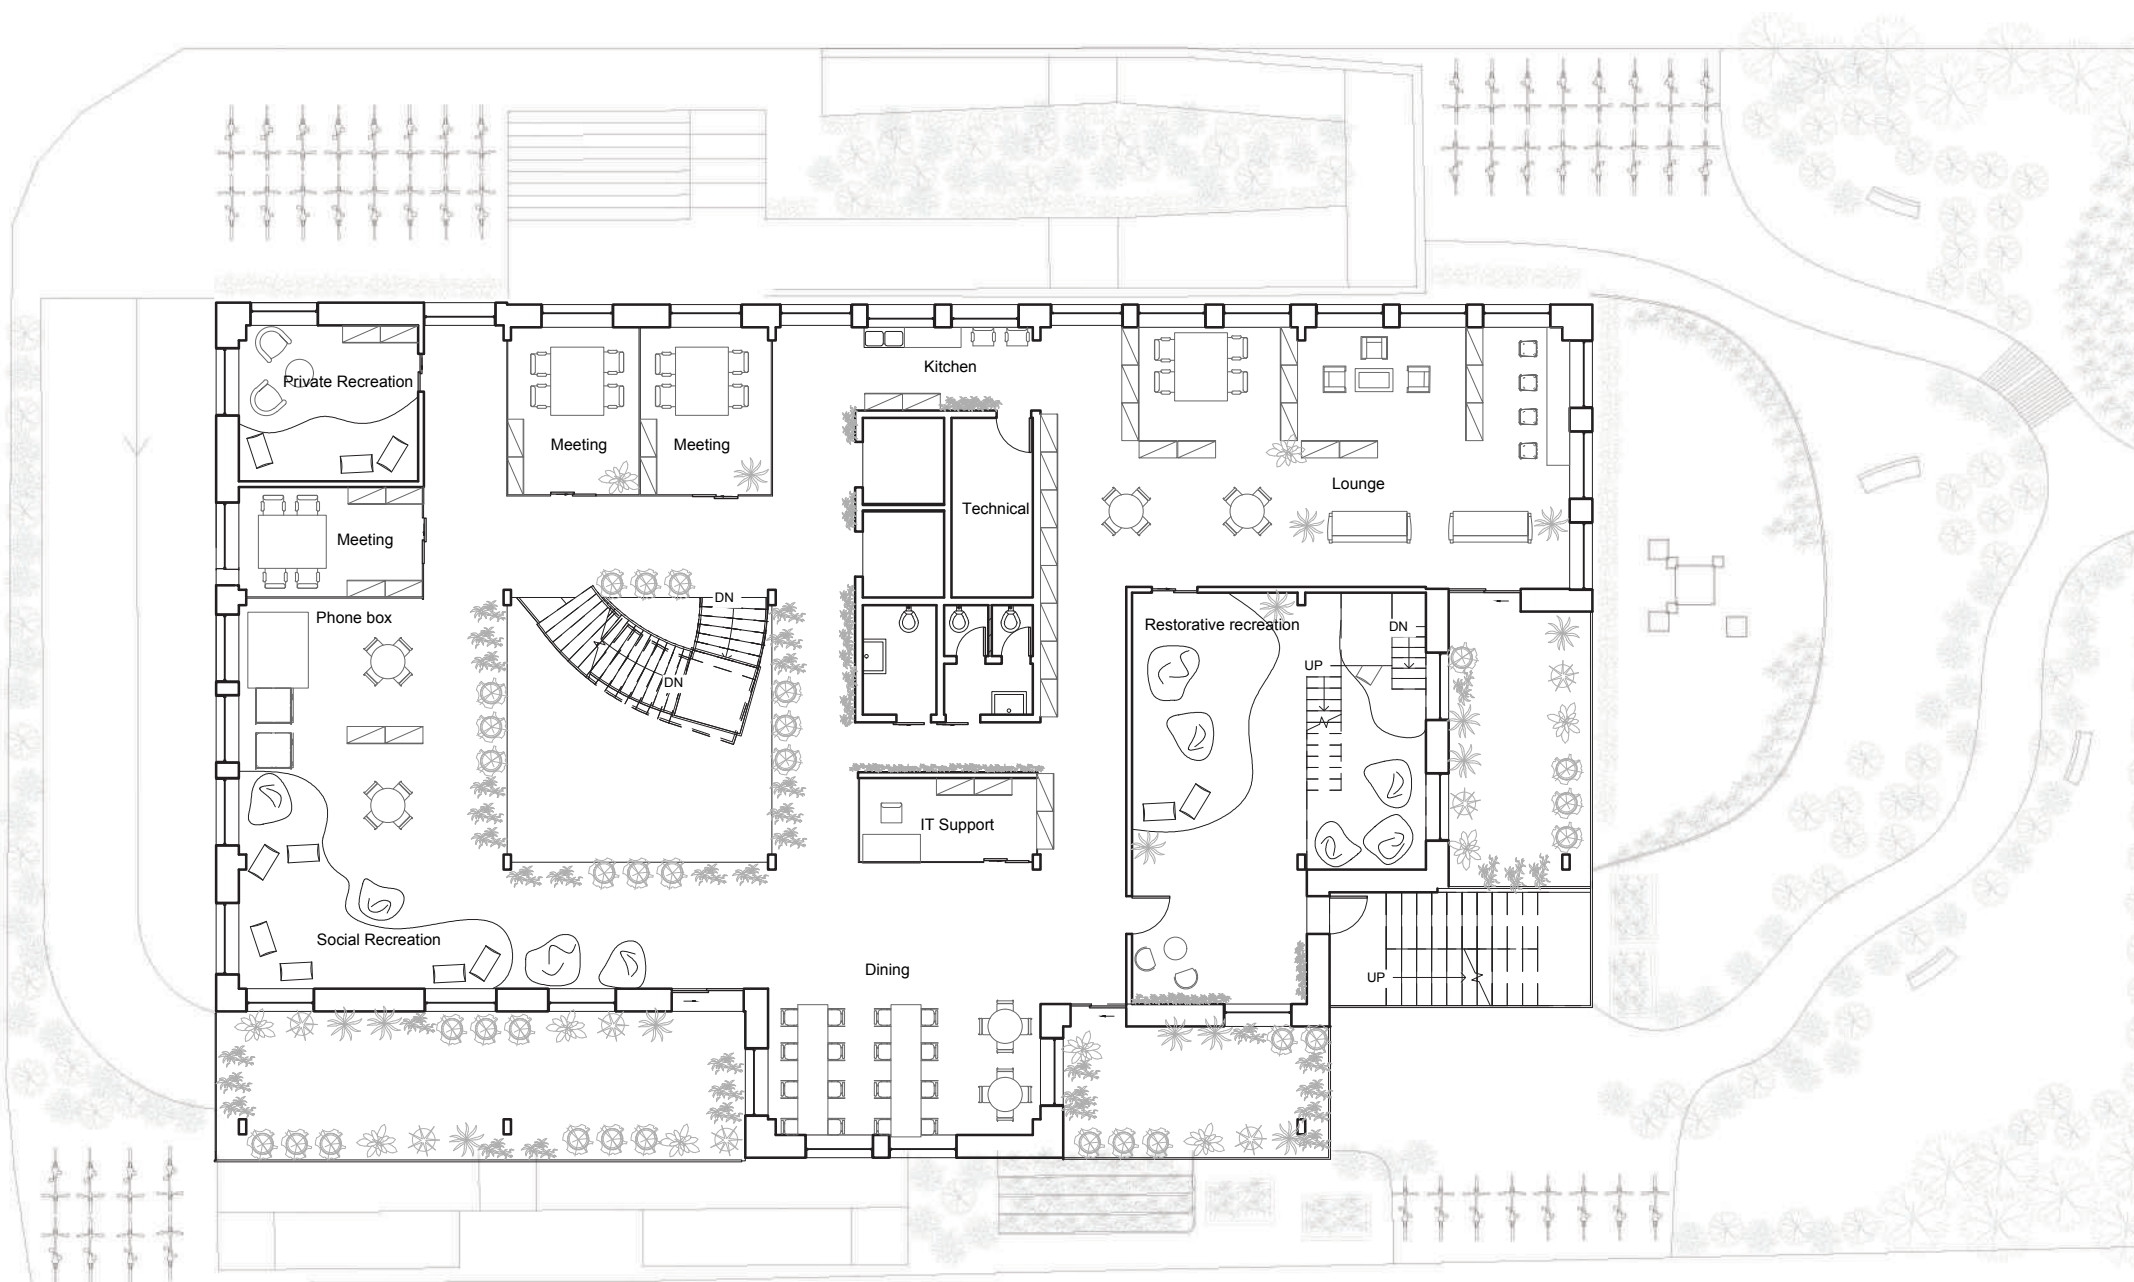 Kitchen
Private Recreation
Meeting
Meeting
Lounge
Technical
Meeting
DN
Phone box
Restorative recreation
DN
UP
DN
IT Support
Social Recreation
Dining
UP